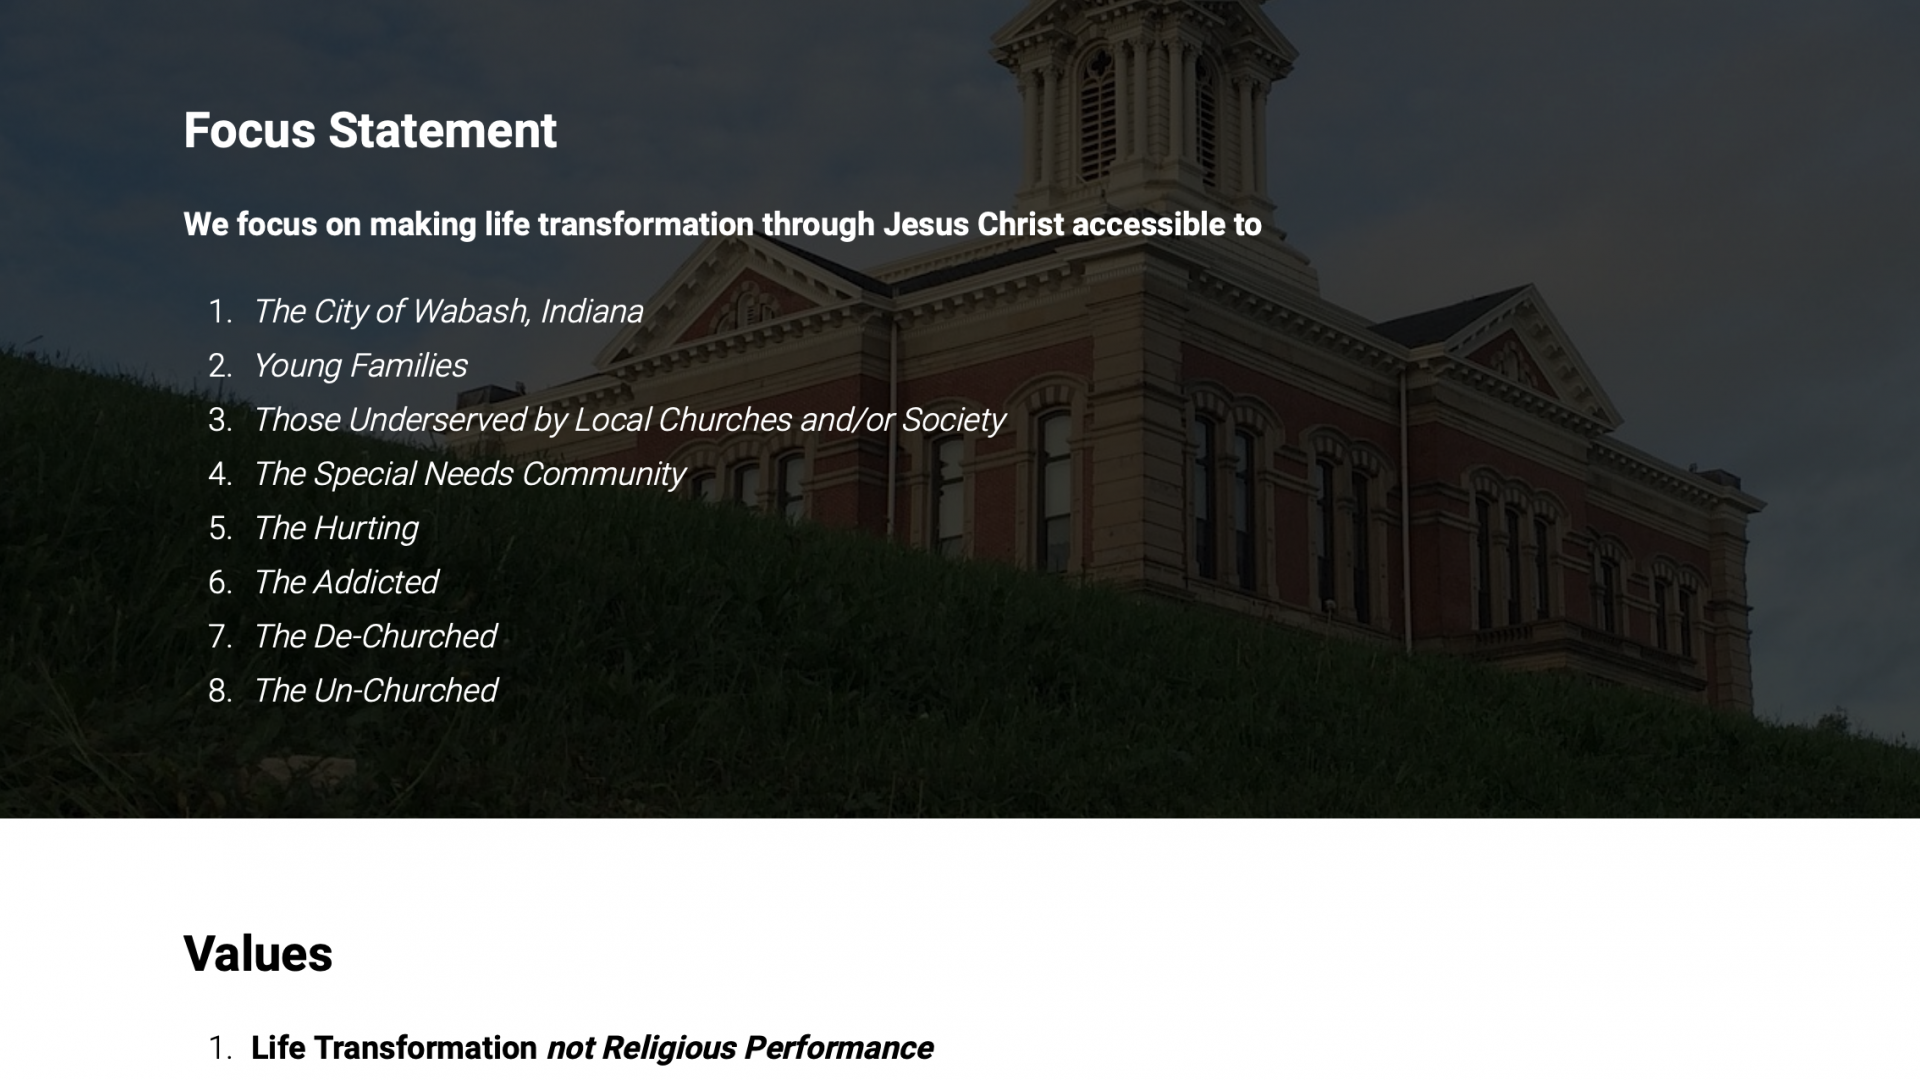 Focus Statement
We focus on making life transformation through Jesus Christ accessible to
1. The City of Wabash, Indiana
2. Young Families
3. Those Underserved by Local Churches and/or Society
4. The Special Needs Community
5. The Hurting
6. The Addicted
7. The De-Churched
8. The Un-Churched
Values
1. Life Transformation not Religious Performance